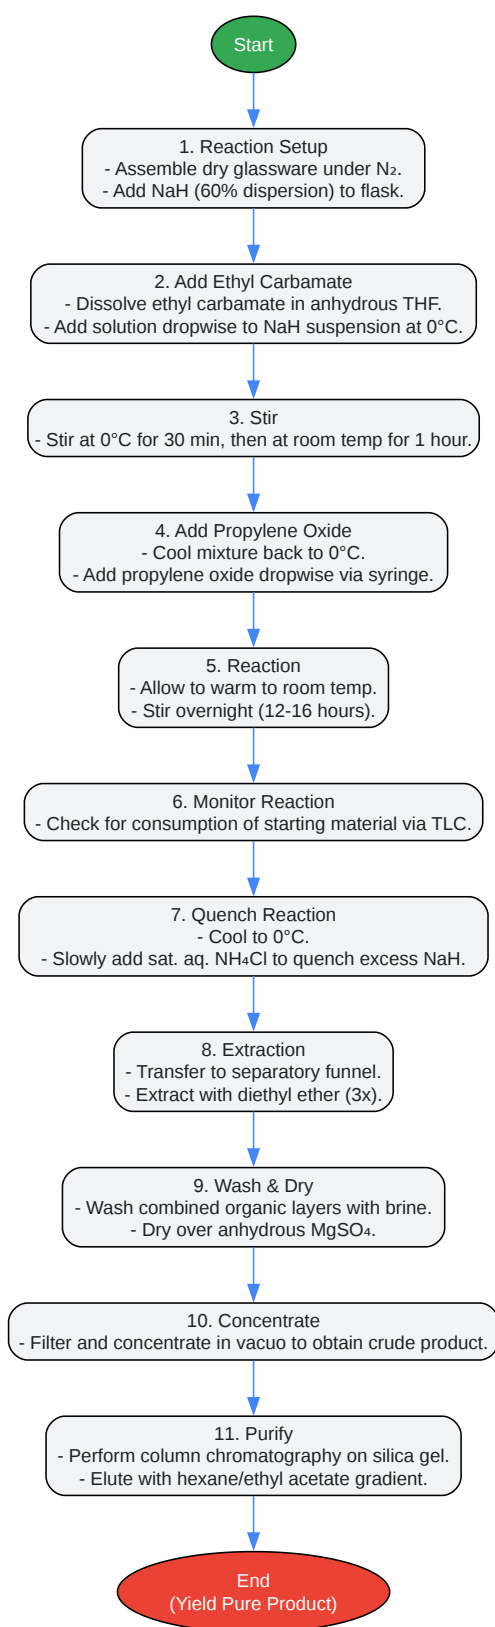 Start
1. Reaction Setup
- Assemble dry glassware under N₂.
- Add NaH (60% dispersion) to flask.
2. Add Ethyl Carbamate
- Dissolve ethyl carbamate in anhydrous THF.
- Add solution dropwise to NaH suspension at 0°C.
3. Stir
- Stir at 0°C for 30 min, then at room temp for 1 hour.
4. Add Propylene Oxide
- Cool mixture back to 0°C.
- Add propylene oxide dropwise via syringe.
5. Reaction
- Allow to warm to room temp.
- Stir overnight (12-16 hours).
6. Monitor Reaction
- Check for consumption of starting material via TLC.
7. Quench Reaction
- Cool to 0°C.
- Slowly add sat. aq. NH₄Cl to quench excess NaH.
8. Extraction
- Transfer to separatory funnel.
- Extract with diethyl ether (3x).
9. Wash & Dry
- Wash combined organic layers with brine.
- Dry over anhydrous MgSO₄.
10. Concentrate
- Filter and concentrate in vacuo to obtain crude product.
11. Purify
- Perform column chromatography on silica gel.
- Elute with hexane/ethyl acetate gradient.
End
(Yield Pure Product)